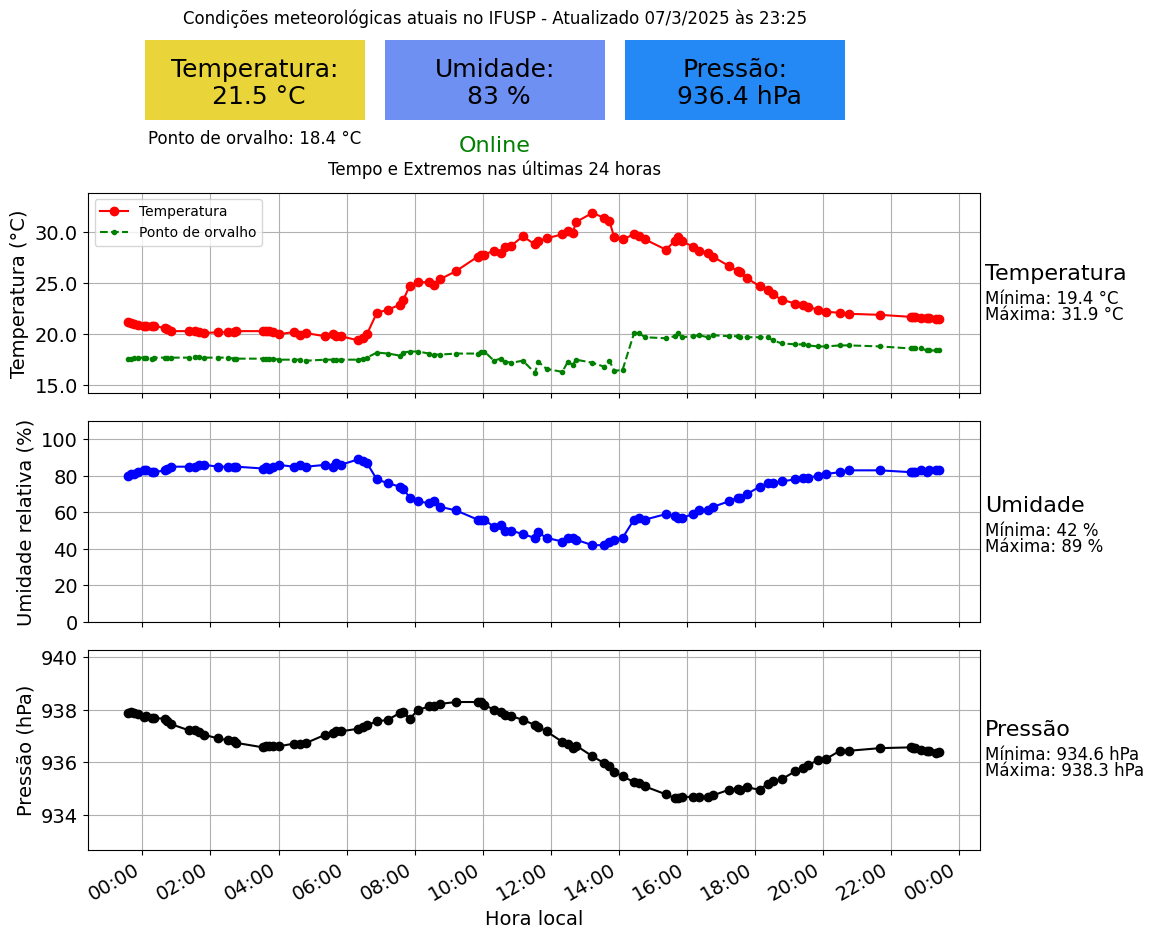 Condições meteorológicas atuais no IFUSP - Atualizado 07/3/2025 às 23:25
Temperatura:
21.5 °C
Umidade:
83 %
Pressão:
936.4 hPa
Ponto de orvalho: 18.4 °C
Online
Tempo e Extremos nas últimas 24 horas
Temperatura (°C)
30.0
25.0
20.0
15.0
Temperatura
Ponto de orvalho
Temperatura
Mínima: 19.4 °C
Máxima: 31.9 °C
Umidade relativa (%)
100
80
60
40
20
0
Umidade
Mínima: 42 %
Máxima: 89 %
Pressão (hPa)
940
938
936
934
Pressão
Mínima: 934.6 hPa
Máxima: 938.3 hPa
00:00 02:00 04:00 06:00 08:00 10:00 12:00 14:00 16:00 18:00 20:00 22:00 00:00
Hora local